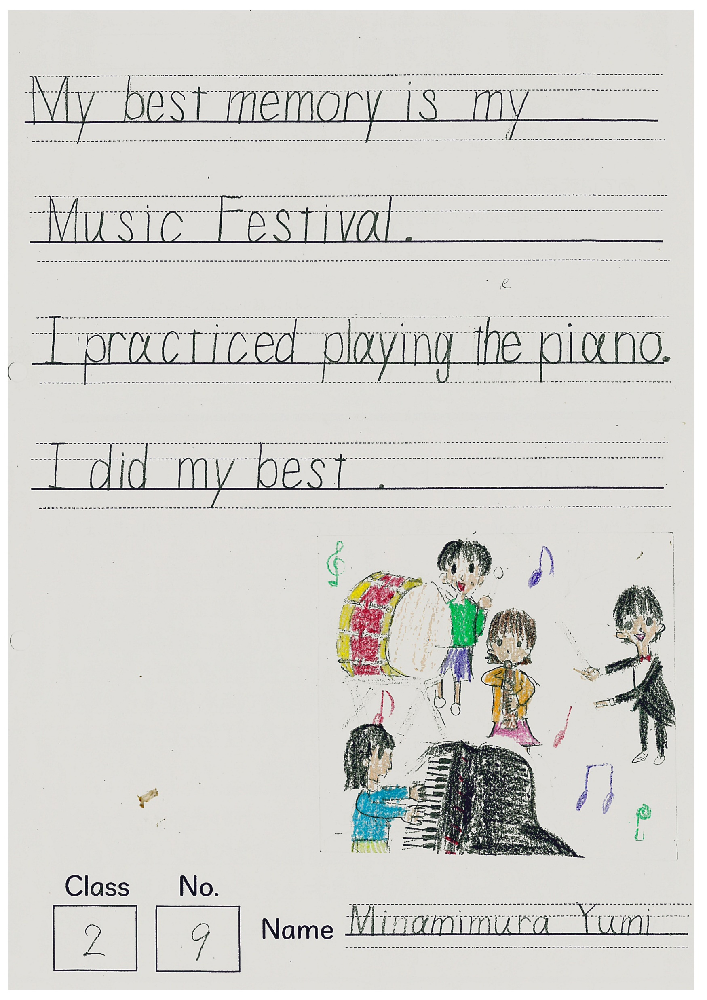 My best memory is my
Music Festival.
e
I practiced playing the piano.
I did my best .
Class No.
2 9
Name Minamimura Yumi